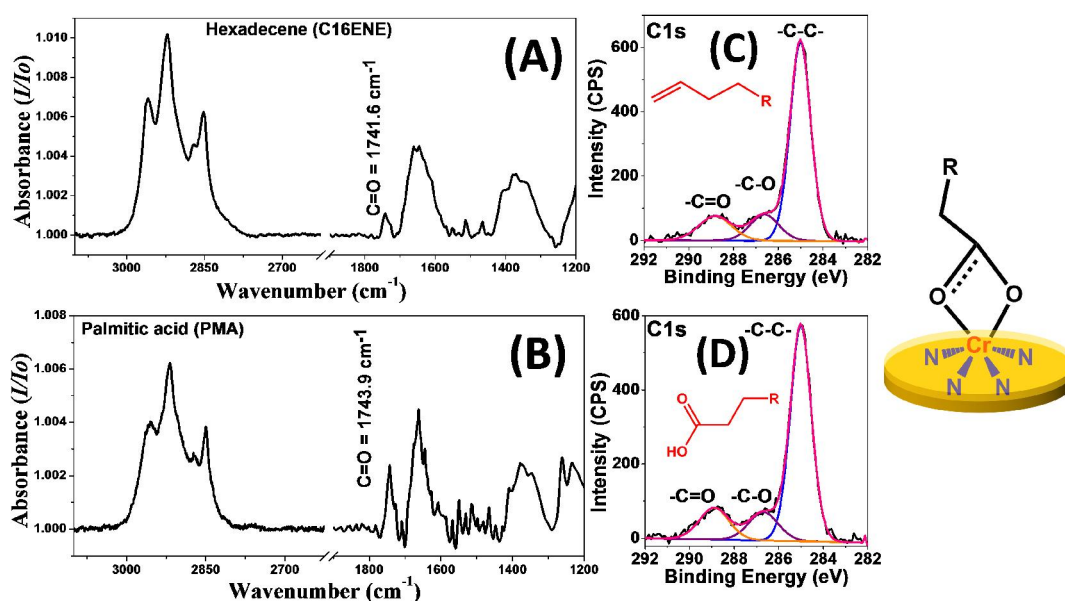 Hexadecene (C16ENE)
(A)
C=O = 1741.6 cm-1
Absorbance (I/Io)
1.010
1.008
1.006
1.004
1.002
1.000
3000 2850 2700 1800 1600 1400 1200
Wavenumber (cm-1)
Palmitic acid (PMA)
(B)
C=O = 1743.9 cm-1
Absorbance (I/Io)
1.008
1.006
1.004
1.002
1.000
3000 2850 2700 1800 1600 1400 1200
Wavenumber (cm-1)
C1s
(C)
-C-C-
R
-C=O
-C-O
Intensity (CPS)
600
400
200
0
292 290 288 286 284 282
Binding Energy (eV)
C1s
-C-C-
(D)
O
HO
R
-C=O
-C-O
Intensity (CPS)
600
400
200
0
292 290 288 286 284 282
Binding Energy (eV)
R
O
O
Cr
N
N
N
N